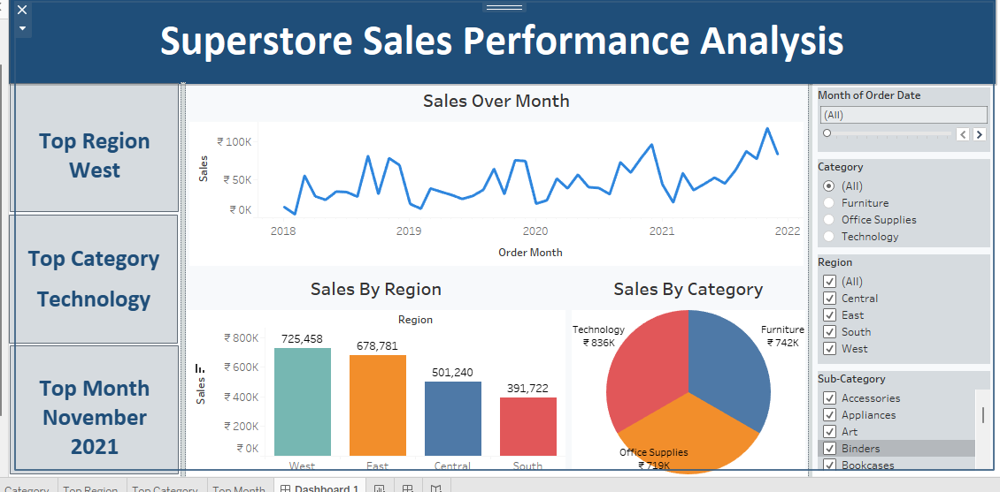 Superstore Sales Performance Analysis
Top Region
West
Top Category
Technology
Top Month
November
2021
Sales Over Month
Sales
₹ 100K
₹ 50K
₹ 0K
2018
2019
2020
2021
2022
Order Month
Sales By Region
Region
Sales
₹ 800K
₹ 600K
₹ 400K
₹ 200K
₹ 0K
725,458
678,781
501,240
391,722
West
East
Central
South
Sales By Category
Technology
₹ 836K
Furniture
₹ 742K
Office Supplies
₹ 719K
Month of Order Date
(All)
Category
(All)
Furniture
Office Supplies
Technology
Region
(All)
Central
East
South
West
Sub-Category
Accessories
Appliances
Art
Binders
Bookcases
Category
Top Region
Top Category
Top Month
Dashboard 1